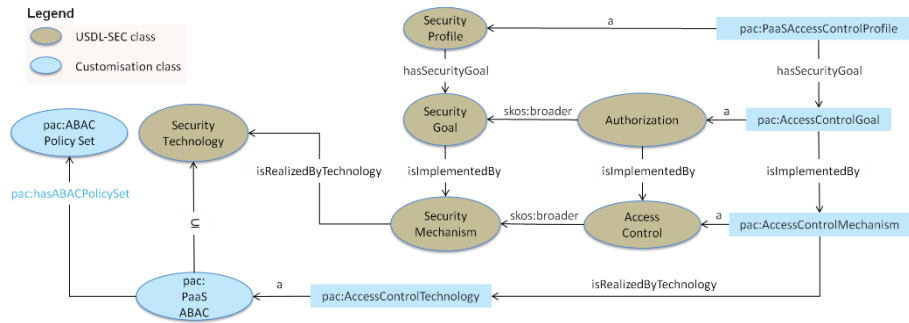 Legend
USDL-SEC class
Customisation class
Security
Profile
a
pac:PaaSAccessControlProfile
hasSecurityGoal
hasSecurityGoal
pac:ABAC
Policy Set
Security
Technology
Security
Goal
skos:broader
Authorization
a
pac:AccessControlGoal
isRealizedByTechnology
isImplementedBy
isImplementedBy
isImplementedBy
pac:hasABACPolicySet
⊆
Security
Mechanism
skos:broader
Access
Control
a
pac:AccessControlMechanism
pac:
PaaS
ABAC
a
pac:AccessControlTechnology
isRealizedByTechnology